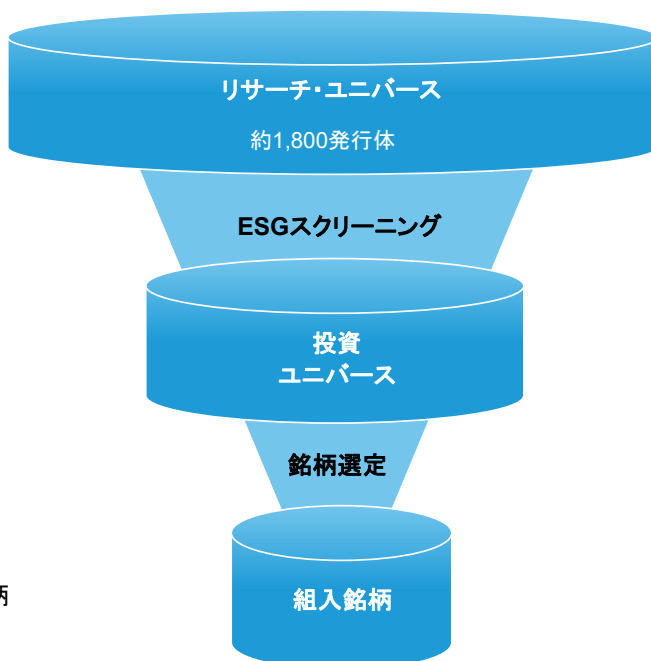 リサーチ・ユニバース
約1,800発行体
ESGスクリーニング
投資
ユニバース
銘柄選定
柄
組入銘柄